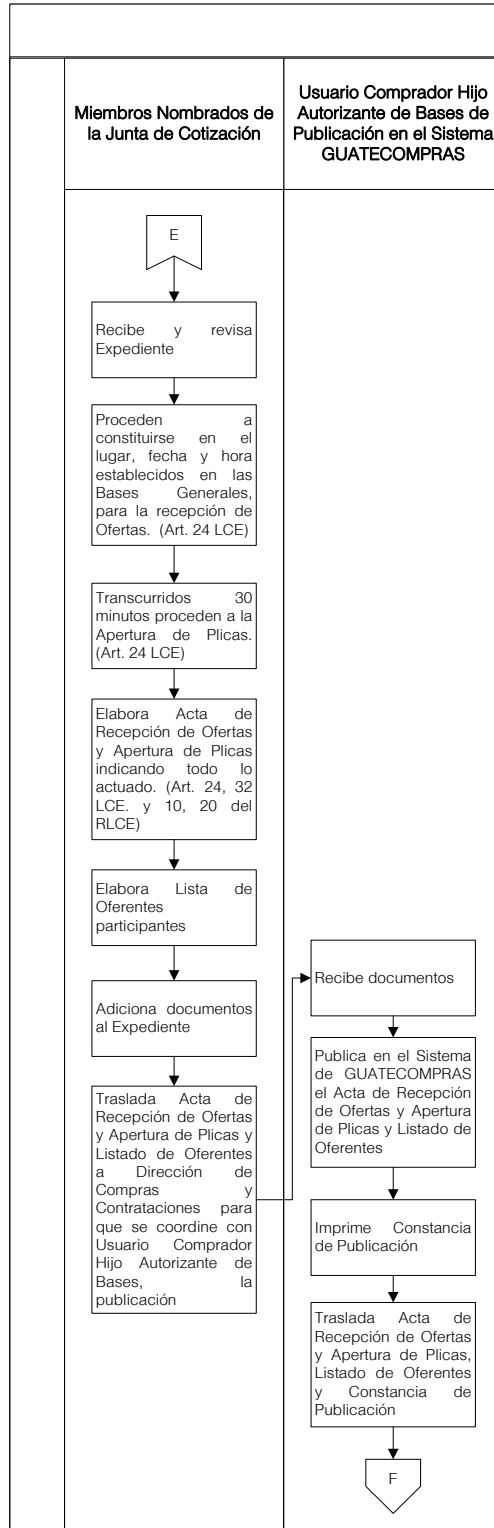 Miembros Nombrados de
la Junta de Cotización
Usuario Comprador Hijo
Autorizante de Bases de
Publicación en el Sistema
GUATECOMPRAS
E
Recibe y revisa
Expediente
Proceden a
constituirse en el
lugar, fecha y hora
establecidos en las
Bases Generales,
para la recepción de
Ofertas. (Art. 24 LCE)
Transcurridos 30
minutos proceden a la
Apertura de Plicas.
(Art. 24 LCE)
Elabora Acta de
Recepción de Ofertas
y Apertura de Plicas
indicando todo lo
actuado. (Art. 24, 32
LCE. y 10, 20 del
RLCE)
Elabora Lista de
Oferentes
participantes
Adiciona documentos
al Expediente
Traslada Acta de
Recepción de Ofertas
y Apertura de Plicas y
Listado de Oferentes
a Dirección de
Compras y
Contrataciones para
que se coordine con
Usuario Comprador
Hijo Autorizante de
Bases, la
publicación
Recibe documentos
Publica en el Sistema
de GUATECOMPRAS
el Acta de Recepción
de Ofertas y Apertura
de Plicas y Listado de
Oferentes
Imprime Constancia
de Publicación
Traslada Acta de
Recepción de Ofertas
y Apertura de Plicas,
Listado de Oferentes
y Constancia de
Publicación
F